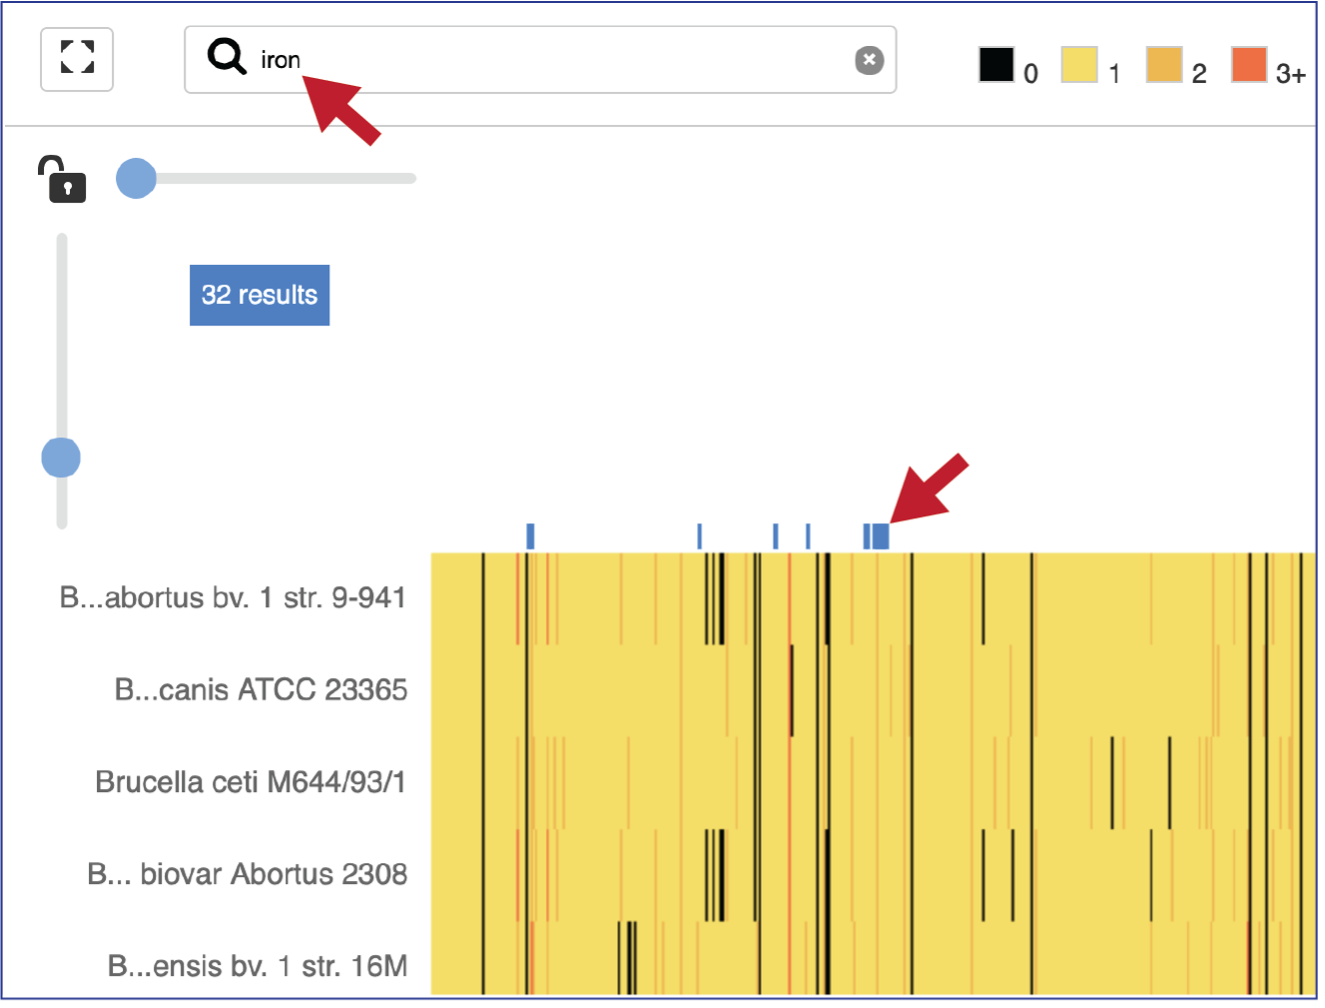 iron
0 1 2 3+
32 results
B...abortus bv. 1 str. 9-941
B...canis ATCC 23365
Brucella ceti M644/93/1
B... biovar Abortus 2308
B...ensis bv. 1 str. 16M